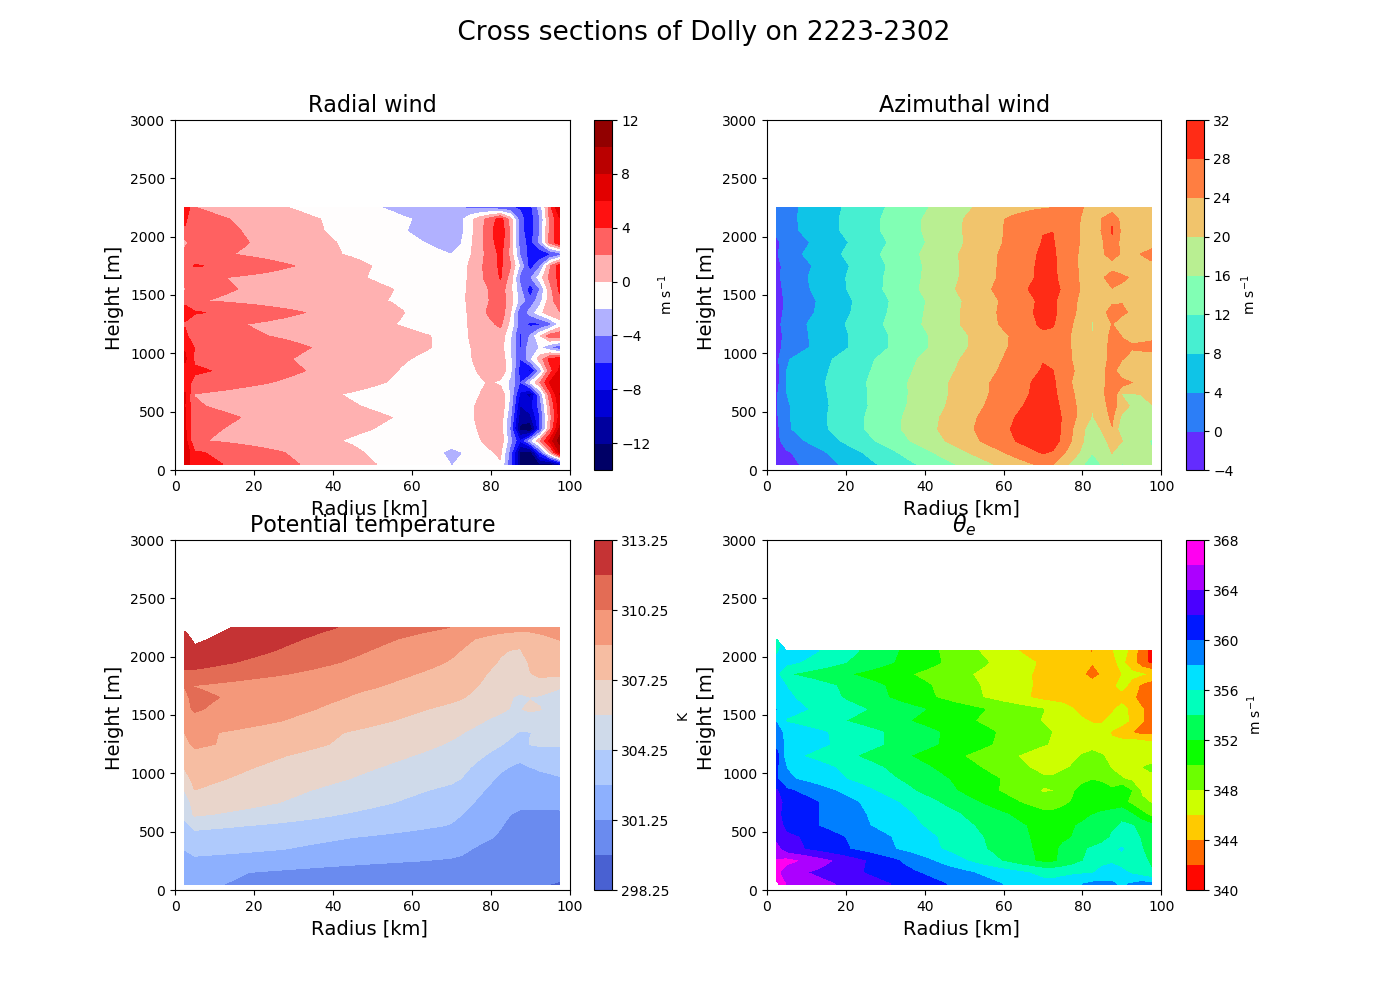 Cross sections of Dolly on 2223-2302
Radial wind
3000
2500
2000
1500
1000
500
0
Height [m]
0 20 40 60 80 100
Radius [km]
12
8
4
0
−4
−8
−12
m s⁻¹
Azimuthal wind
3000
2500
2000
1500
1000
500
0
Height [m]
0 20 40 60 80 100
Radius [km]
32
28
24
20
16
12
8
4
0
−4
m s⁻¹
Potential temperature
3000
2500
2000
1500
1000
500
0
Height [m]
0 20 40 60 80 100
Radius [km]
313.25
310.25
307.25
304.25
301.25
298.25
K
θₑ
3000
2500
2000
1500
1000
500
0
Height [m]
0 20 40 60 80 100
Radius [km]
368
364
360
356
352
348
344
340
m s⁻¹